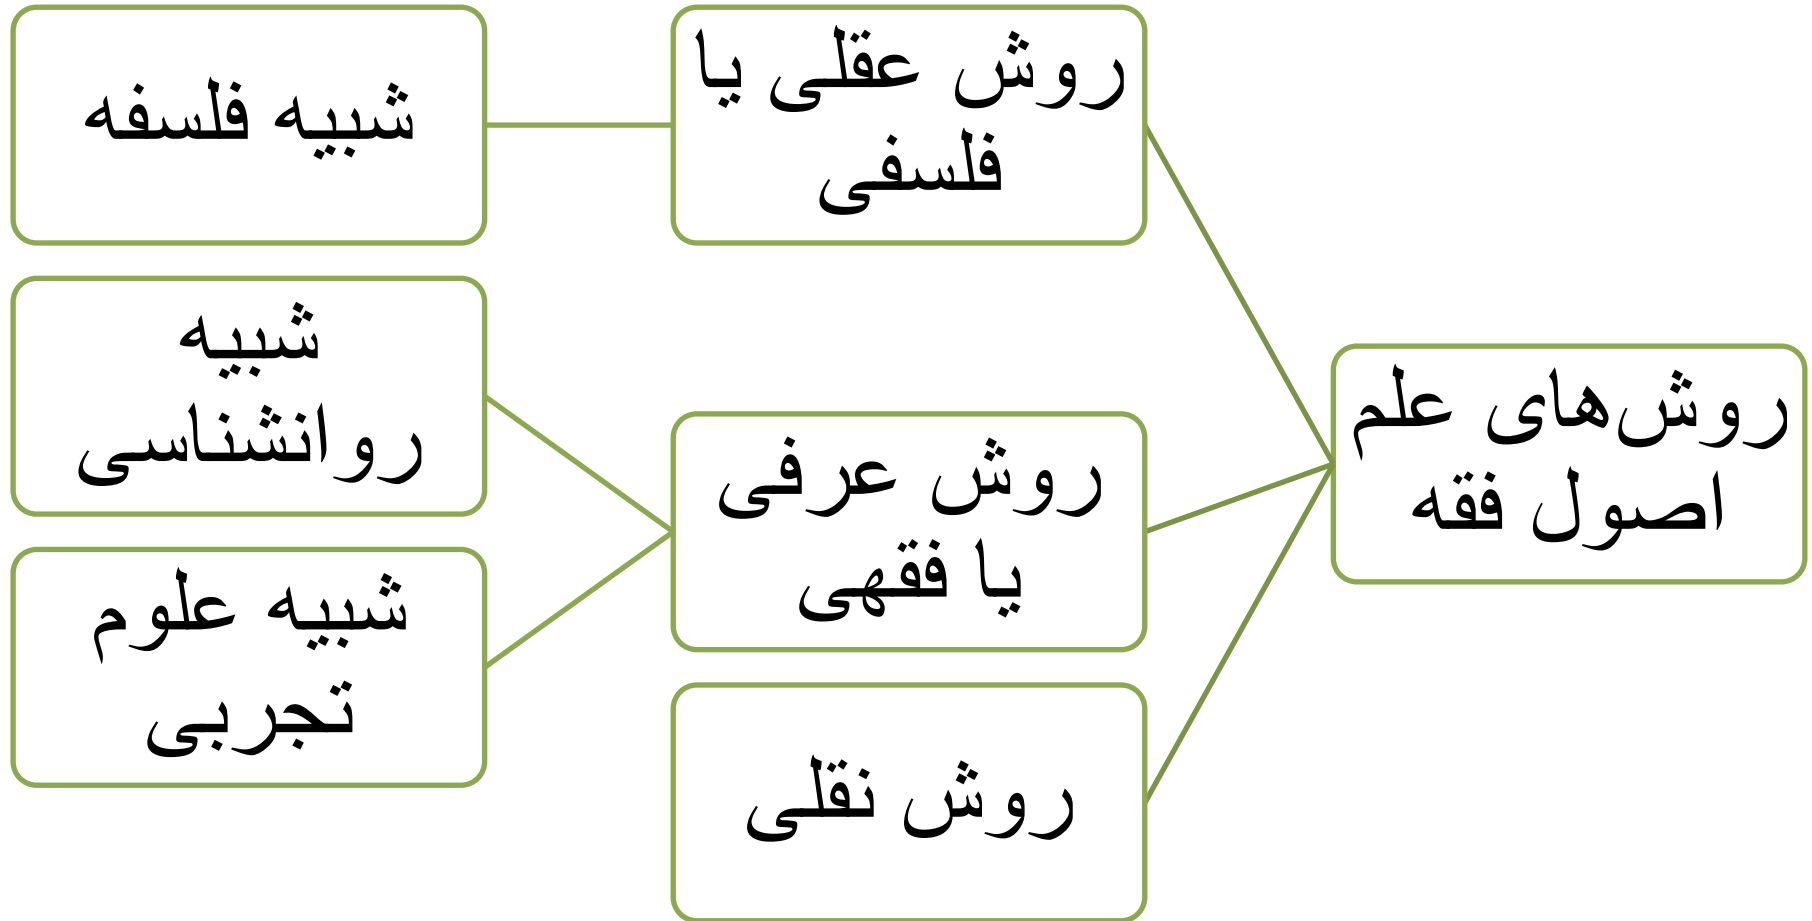 روش‌های علم
اصول فقه
روش عقلی یا
فلسفی
شبیه فلسفه
روش عرفی
یا فقهی
شبیه
روانشناسی
شبیه علوم
تجربی
روش نقلی